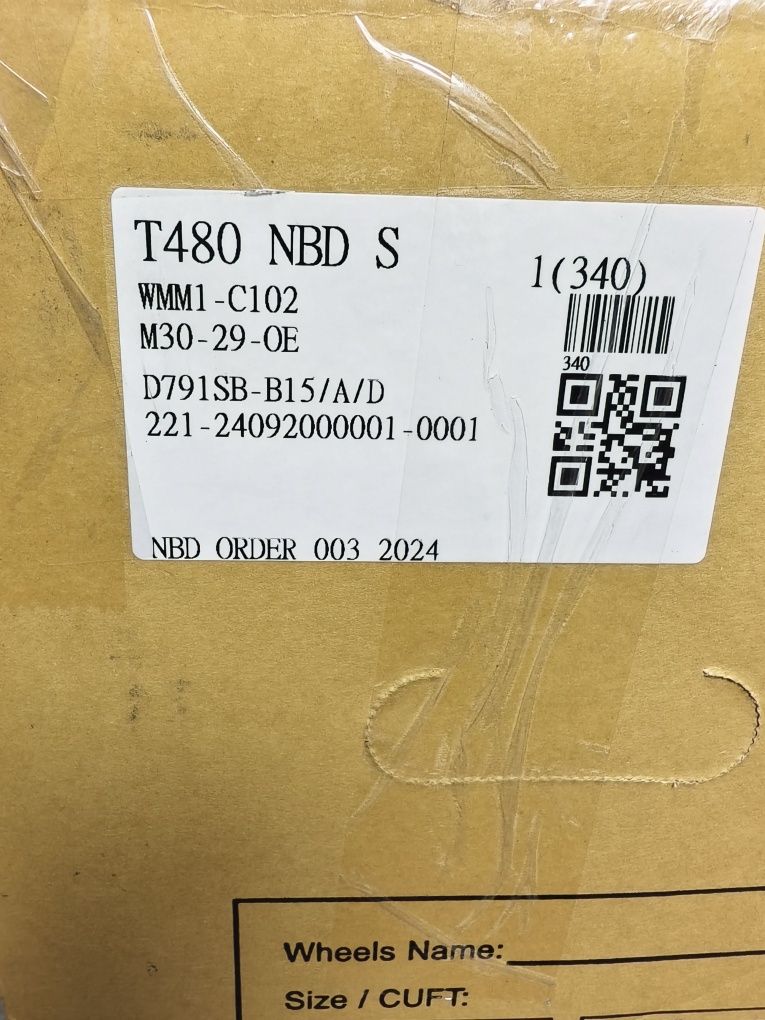 T480 NBD S
1(340)
WMM1-C102
M30-29-OE
340
D791SB-B15/A/D
221-24092000001-0001
NBD ORDER 003 2024
Wheels Name:
Size / CUFT: